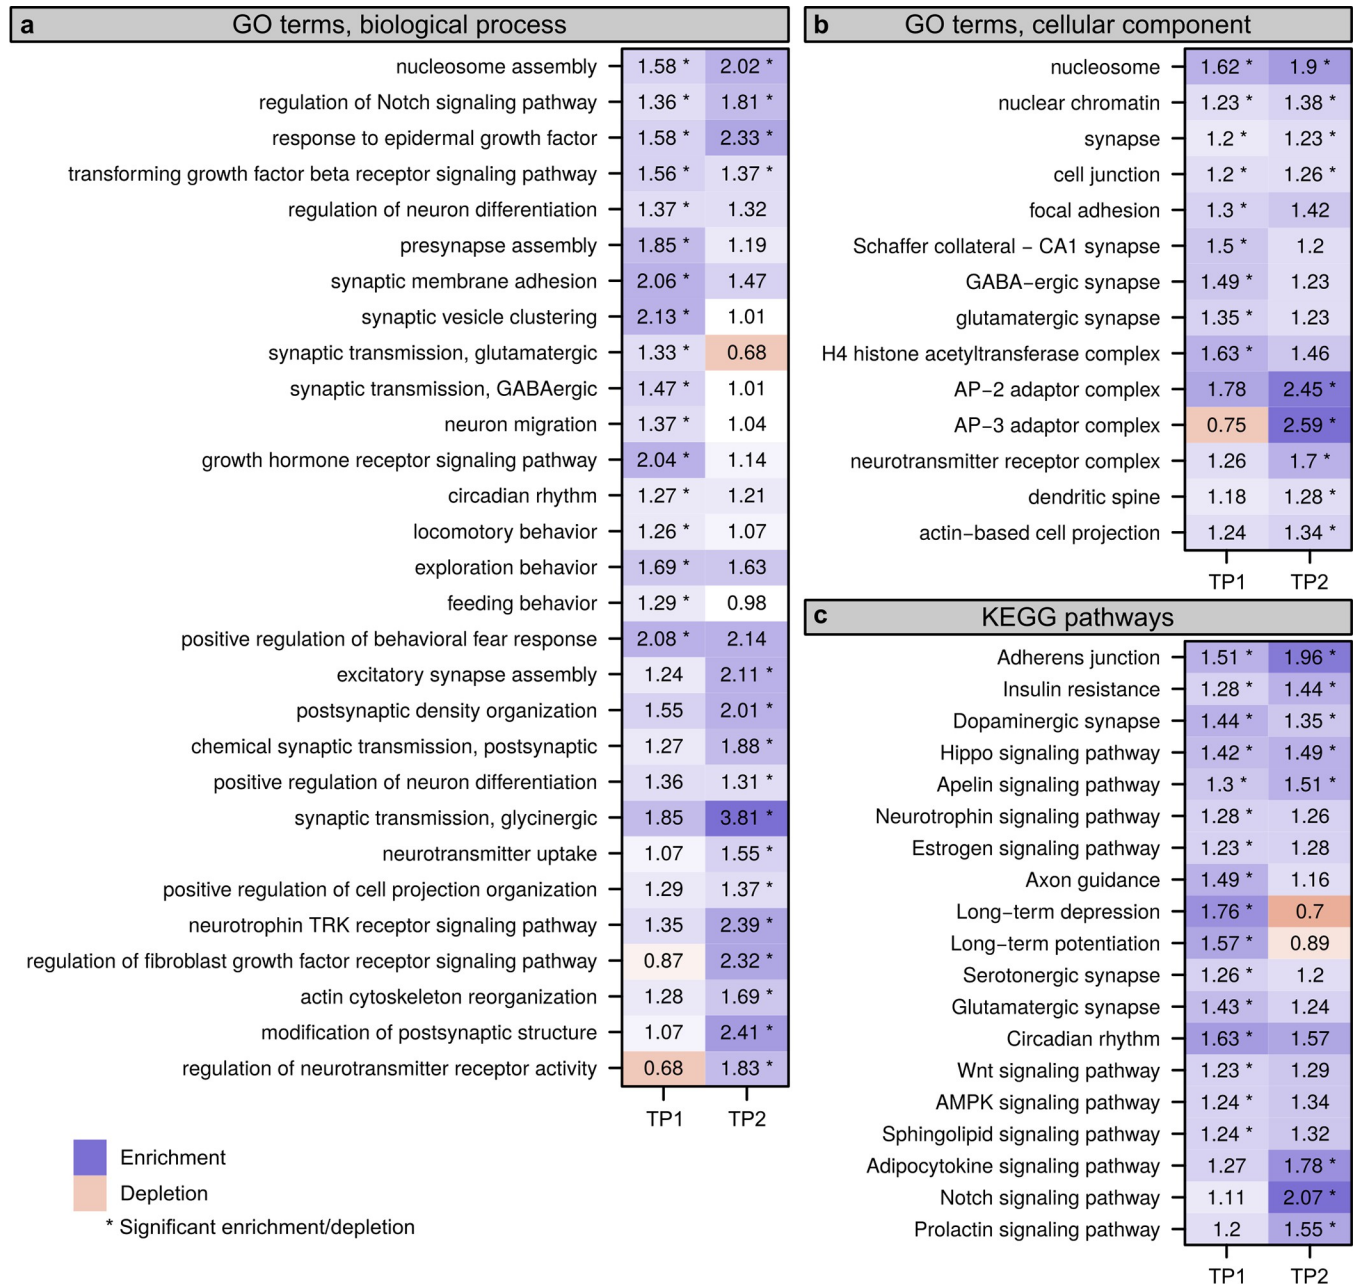 a GO terms, biological process
nucleosome assembly 1.58 * 2.02 *
regulation of Notch signaling pathway 1.36 * 1.81 *
response to epidermal growth factor 1.58 * 2.33 *
transforming growth factor beta receptor signaling pathway 1.56 * 1.37 *
regulation of neuron differentiation 1.37 * 1.32
presynapse assembly 1.85 * 1.19
synaptic membrane adhesion 2.06 * 1.47
synaptic vesicle clustering 2.13 * 1.01
synaptic transmission, glutamatergic 1.33 * 0.68
synaptic transmission, GABAergic 1.47 * 1.01
neuron migration 1.37 * 1.04
growth hormone receptor signaling pathway 2.04 * 1.14
circadian rhythm 1.27 * 1.21
locomotory behavior 1.26 * 1.07
exploration behavior 1.69 * 1.63
feeding behavior 1.29 * 0.98
positive regulation of behavioral fear response 2.08 * 2.14
excitatory synapse assembly 1.24 2.11 *
postsynaptic density organization 1.55 2.01 *
chemical synaptic transmission, postsynaptic 1.27 1.88 *
positive regulation of neuron differentiation 1.36 1.31 *
synaptic transmission, glycinergic 1.85 3.81 *
neurotransmitter uptake 1.07 1.55 *
positive regulation of cell projection organization 1.29 1.37 *
neurotrophin TRK receptor signaling pathway 1.35 2.39 *
regulation of fibroblast growth factor receptor signaling pathway 0.87 2.32 *
actin cytoskeleton reorganization 1.28 1.69 *
modification of postsynaptic structure 1.07 2.41 *
regulation of neurotransmitter receptor activity 0.68 1.83 *
TP1 TP2
Enrichment
Depletion
* Significant enrichment/depletion
b GO terms, cellular component
nucleosome 1.62 * 1.9 *
nuclear chromatin 1.23 * 1.38 *
synapse 1.2 * 1.23 *
cell junction 1.2 * 1.26 *
focal adhesion 1.3 * 1.42
Schaffer collateral − CA1 synapse 1.5 * 1.2
GABA−ergic synapse 1.49 * 1.23
glutamatergic synapse 1.35 * 1.23
H4 histone acetyltransferase complex 1.63 * 1.46
AP−2 adaptor complex 1.78 2.45 *
AP−3 adaptor complex 0.75 2.59 *
neurotransmitter receptor complex 1.26 1.7 *
dendritic spine 1.18 1.28 *
actin−based cell projection 1.24 1.34 *
TP1 TP2
c KEGG pathways
Adherens junction 1.51 * 1.96 *
Insulin resistance 1.28 * 1.44 *
Dopaminergic synapse 1.44 * 1.35 *
Hippo signaling pathway 1.42 * 1.49 *
Apelin signaling pathway 1.3 * 1.51 *
Neurotrophin signaling pathway 1.28 * 1.26
Estrogen signaling pathway 1.23 * 1.28
Axon guidance 1.49 * 1.16
Long−term depression 1.76 * 0.7
Long−term potentiation 1.57 * 0.89
Serotonergic synapse 1.26 * 1.2
Glutamatergic synapse 1.43 * 1.24
Circadian rhythm 1.63 * 1.57
Wnt signaling pathway 1.23 * 1.29
AMPK signaling pathway 1.24 * 1.34
Sphingolipid signaling pathway 1.24 * 1.32
Adipocytokine signaling pathway 1.27 1.78 *
Notch signaling pathway 1.11 2.07 *
Prolactin signaling pathway 1.2 1.55 *
TP1 TP2